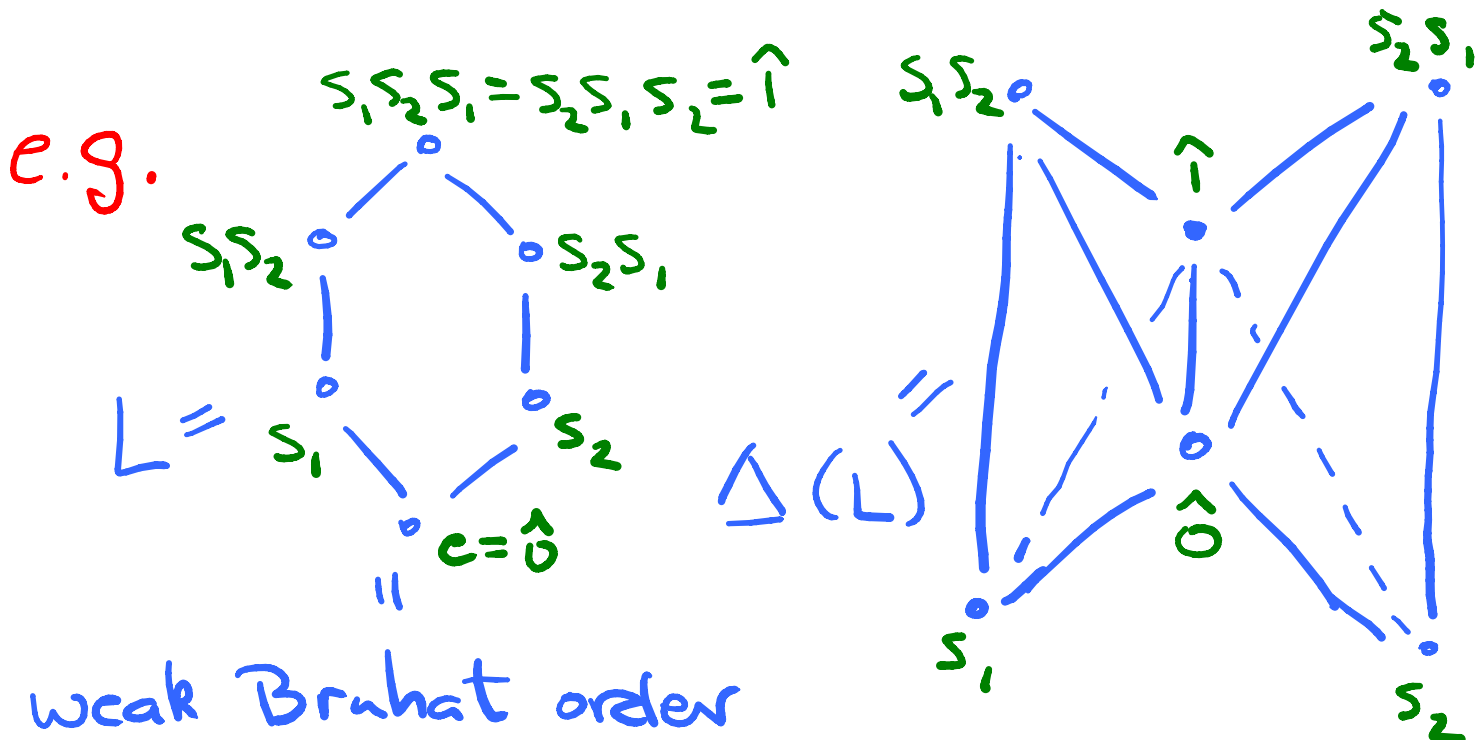 e.g.
s₁s₂s₁=s₂s₁s₂=1̂
s₁s₂
s₂s₁
L =
s₁
s₂
e=0̂
=
weak Bruhat order
s₁s₂
s₂s₁
1̂
Δ(L) =
0̂
s₁
s₂